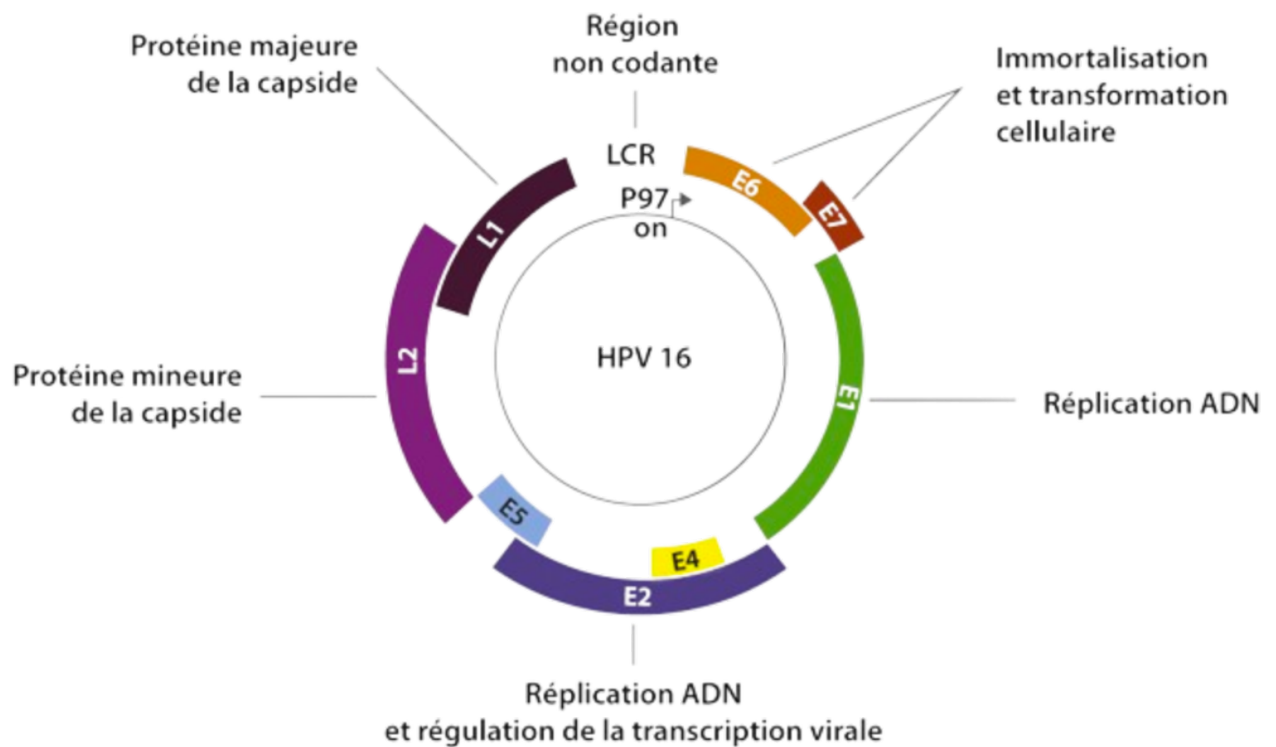 Protéine majeure
de la capside
Région
non codante
Immortalisation
et transformation
cellulaire
LCR
P97
on
E6
E7
L1
L2
HPV 16
E1
Protéine mineure
de la capside
Réplication ADN
E5
E4
E2
Réplication ADN
et régulation de la transcription virale